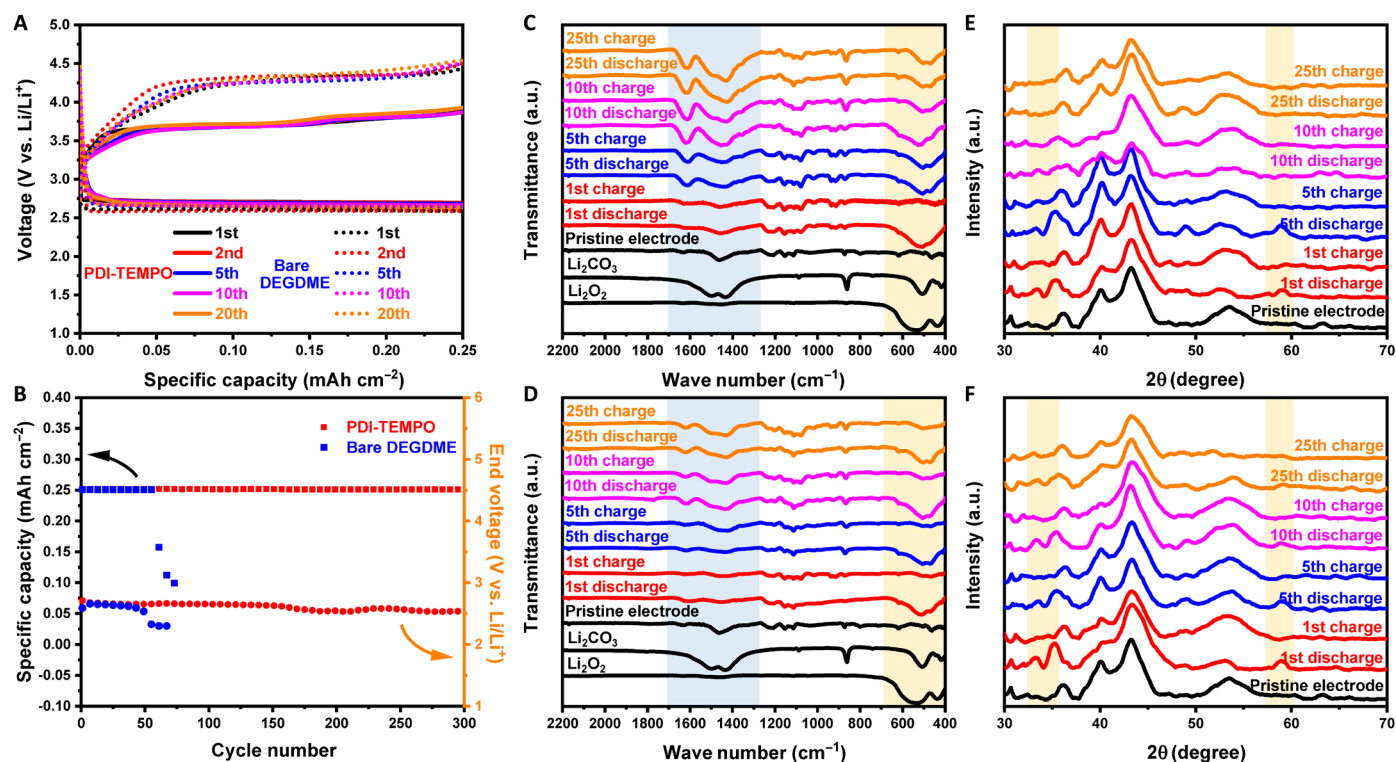 A
Voltage (V vs. Li/Li⁺)
5.0
4.5
4.0
3.5
3.0
2.5
2.0
1.5
1.0
PDI-TEMPO
1st
2nd
5th
10th
20th
Bare
DEGDME
1st
2nd
5th
10th
20th
0.00 0.05 0.10 0.15 0.20 0.25
Specific capacity (mAh cm⁻²)
B
Specific capacity (mAh cm⁻²)
0.40
0.35
0.30
0.25
0.20
0.15
0.10
0.05
0.00
−0.05
−0.10
PDI-TEMPO
Bare DEGDME
6
5
4
3
2
1
End voltage (V vs. Li/Li⁺)
0 50 100 150 200 250 300
Cycle number
C
Transmittance (a.u.)
25th charge
25th discharge
10th charge
10th discharge
5th charge
5th discharge
1st charge
1st discharge
Pristine electrode
Li₂CO₃
Li₂O₂
2200 2000 1800 1600 1400 1200 1000 800 600 400
Wave number (cm⁻¹)
D
Transmittance (a.u.)
25th charge
25th discharge
10th charge
10th discharge
5th charge
5th discharge
1st charge
1st discharge
Pristine electrode
Li₂CO₃
Li₂O₂
2200 2000 1800 1600 1400 1200 1000 800 600 400
Wave number (cm⁻¹)
E
Intensity (a.u.)
25th charge
25th discharge
10th charge
10th discharge
5th charge
5th discharge
1st charge
1st discharge
Pristine electrode
30 40 50 60 70
2θ (degree)
F
Intensity (a.u.)
25th charge
25th discharge
10th charge
10th discharge
5th charge
5th discharge
1st charge
1st discharge
Pristine electrode
30 40 50 60 70
2θ (degree)